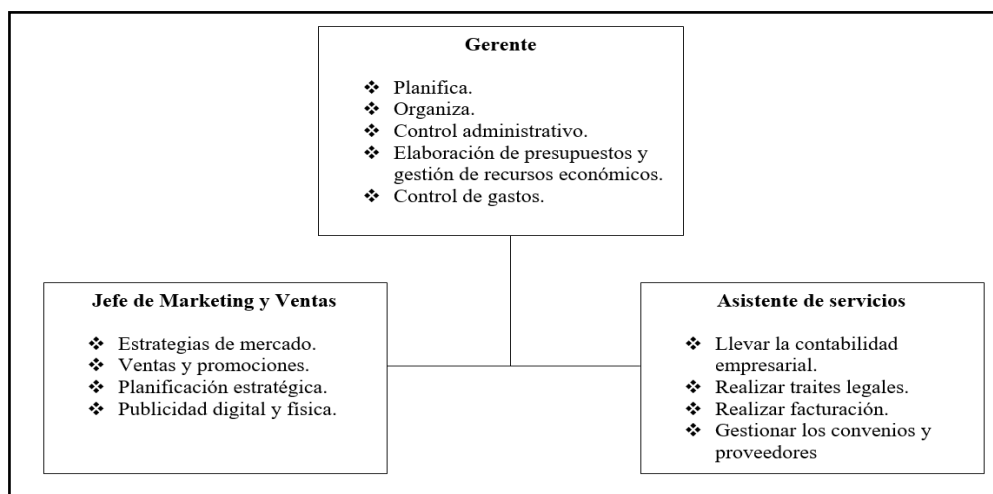 Gerente
❖ Planifica.
❖ Organiza.
❖ Control administrativo.
❖ Elaboración de presupuestos y
gestión de recursos económicos.
❖ Control de gastos.
Jefe de Marketing y Ventas
❖ Estrategias de mercado.
❖ Ventas y promociones.
❖ Planificación estratégica.
❖ Publicidad digital y física.
Asistente de servicios
❖ Llevar la contabilidad
empresarial.
❖ Realizar traites legales.
❖ Realizar facturación.
❖ Gestionar los convenios y
proveedores